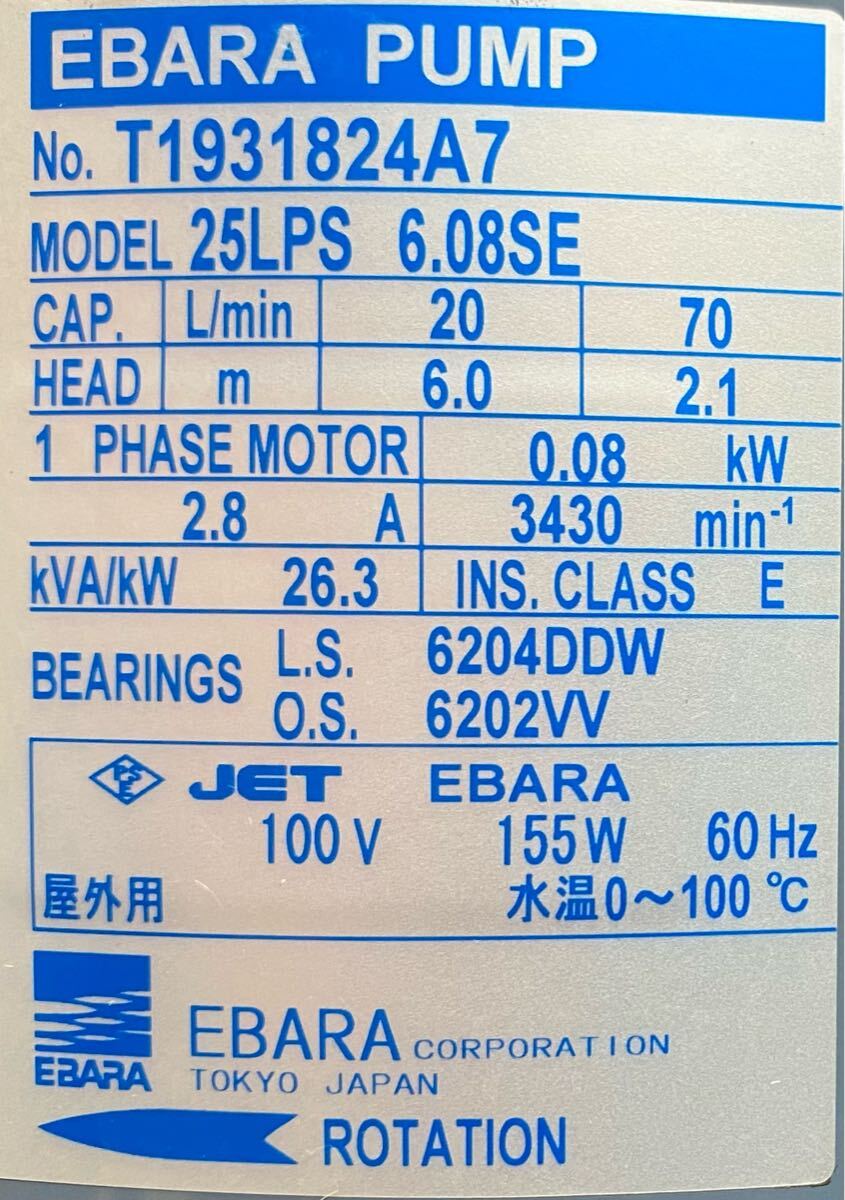 EBARA PUMP
No. T1931824A7
MODEL 25LPS 6.08SE
CAP. L/min 20 70
HEAD m 6.0 2.1
1 PHASE MOTOR 0.08 kW
2.8 A 3430 min-1
kVA/kW 26.3 INS. CLASS E
BEARINGS L.S. 6204DDW
O.S. 6202VV
PSE JET EBARA
100 V 155W 60 Hz
屋外用 水温0～100 ℃
EBARA
EBARA CORPORATION
TOKYO JAPAN
ROTATION